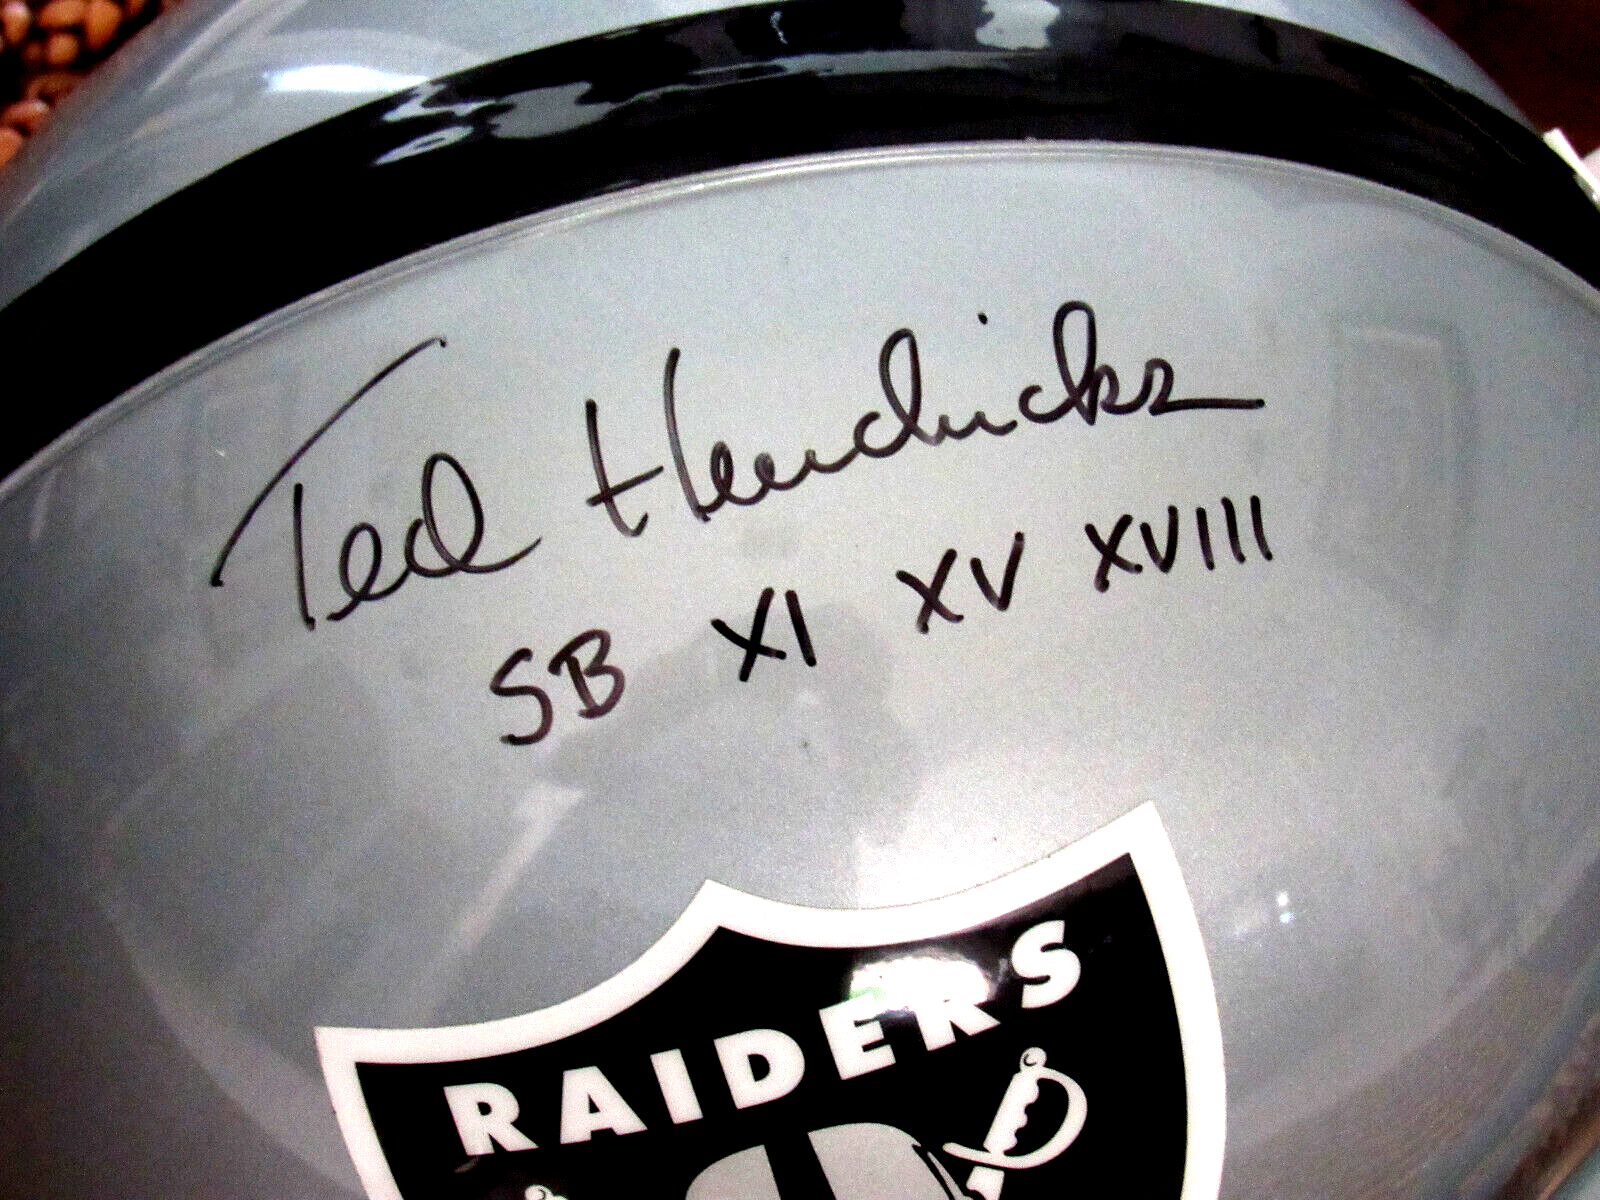 Ted Hendricks
SB XI XV XVIII
RAIDERS